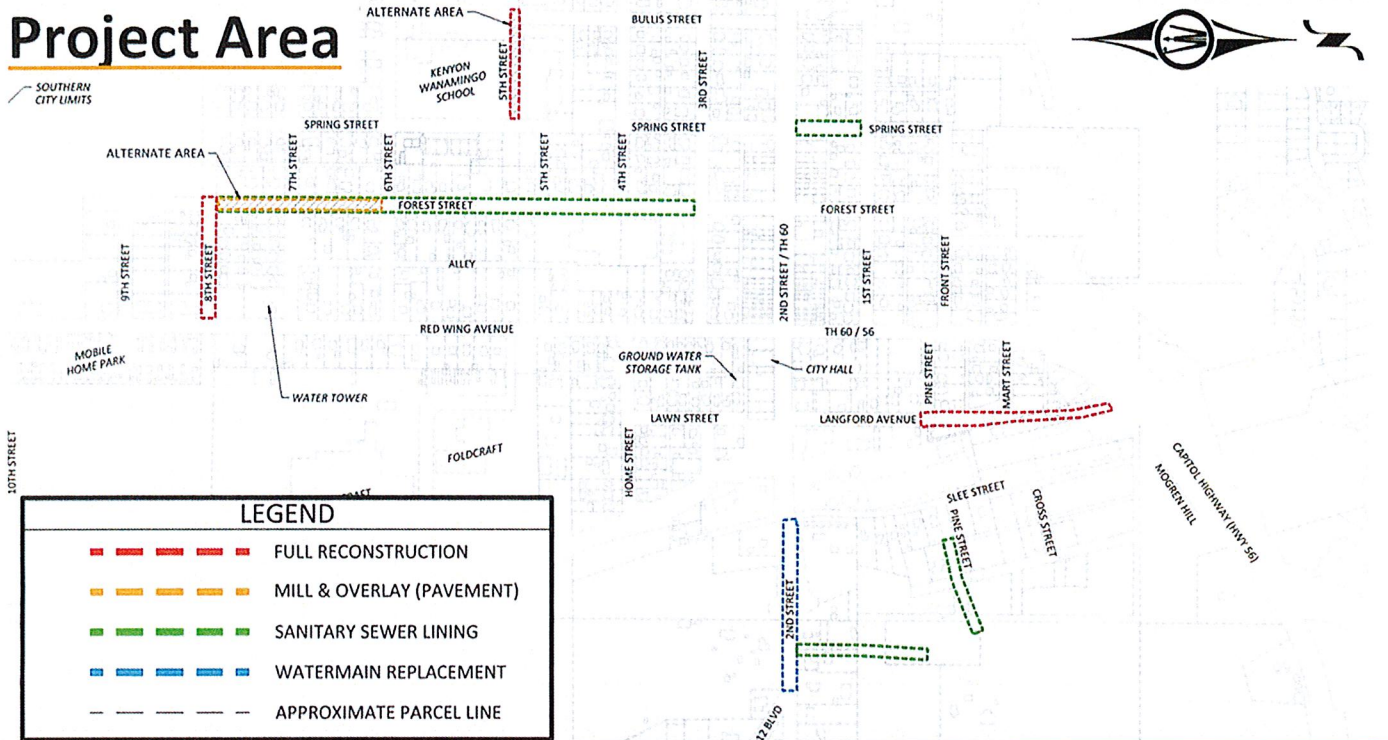 Project Area
ALTERNATE AREA
BULLIS STREET
N
SOUTHERN
CITY LIMITS
KENYON
WANAMINGO
SCHOOL
5TH STREET
3RD STREET
SPRING STREET
SPRING STREET
SPRING STREET
ALTERNATE AREA
7TH STREET
6TH STREET
5TH STREET
4TH STREET
FOREST STREET
FOREST STREET
9TH STREET
8TH STREET
ALLEY
2ND STREET / TH 60
1ST STREET
FRONT STREET
RED WING AVENUE
TH 60 / 56
MOBILE
HOME PARK
WATER TOWER
GROUND WATER
STORAGE TANK
CITY HALL
PINE STREET
MART STREET
LAWN STREET
LANGFORD AVENUE
10TH STREET
FOLDCRAFT
HOME STREET
SLEE STREET
PINE STREET
CROSS STREET
MOGREN HILL
CAPITOL HIGHWAY (HWY 56)
2ND STREET
12 BLVD
LEGEND
FULL RECONSTRUCTION
MILL & OVERLAY (PAVEMENT)
SANITARY SEWER LINING
WATERMAIN REPLACEMENT
APPROXIMATE PARCEL LINE